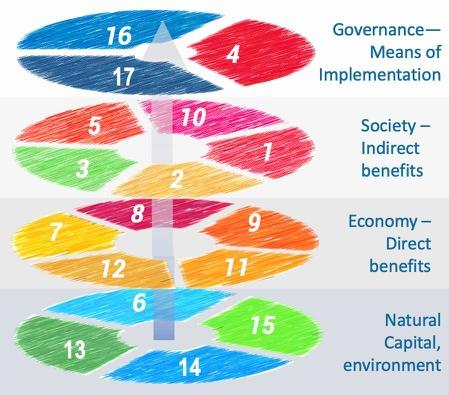 16
4
17
Governance—
Means of
Implementation
10
5
1
3
2
Society –
Indirect
benefits
8
9
7
12
11
Economy –
Direct
benefits
6
15
13
14
Natural
Capital,
environment